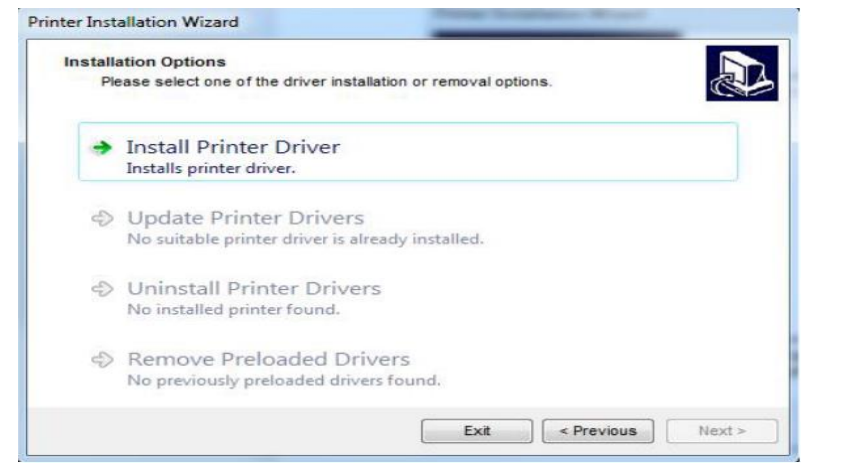 Printer Installation Wizard
Installation Options
Please select one of the driver installation or removal options.
Install Printer Driver
Installs printer driver.
Update Printer Drivers
No suitable printer driver is already installed.
Uninstall Printer Drivers
No installed printer found.
Remove Preloaded Drivers
No previously preloaded drivers found.
Exit
< Previous
Next >